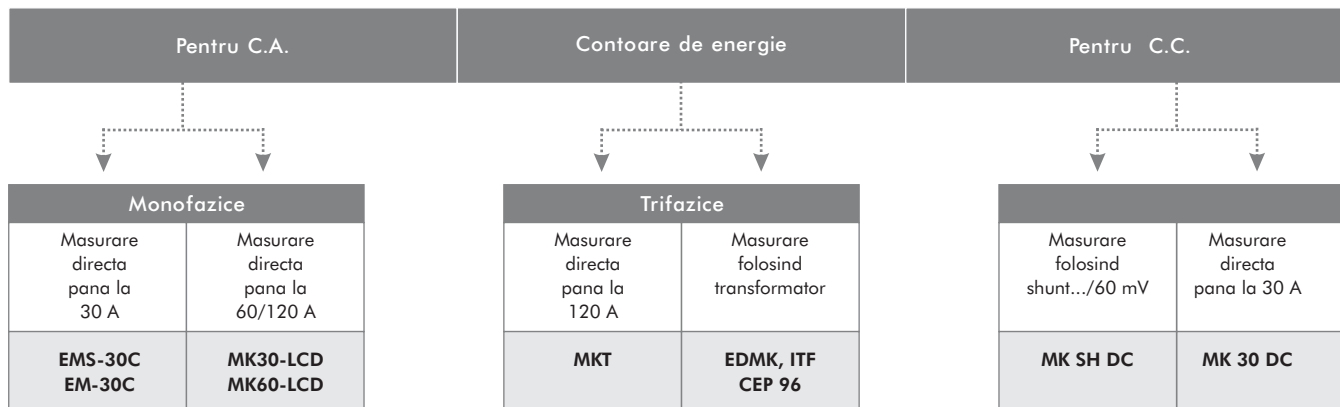 Pentru C.A.
Contoare de energie
Pentru C.C.
Monofazice
Masurare
directa
pana la
30 A
Masurare
directa
pana la
60/120 A
EMS-30C
EM-30C
MK30-LCD
MK60-LCD
Trifazice
Masurare
directa
pana la
120 A
Masurare
folosind
transformator
MKT
EDMK, ITF
CEP 96
Masurare
folosind
shunt.../60 mV
Masurare
directa
pana la 30 A
MK SH DC
MK 30 DC